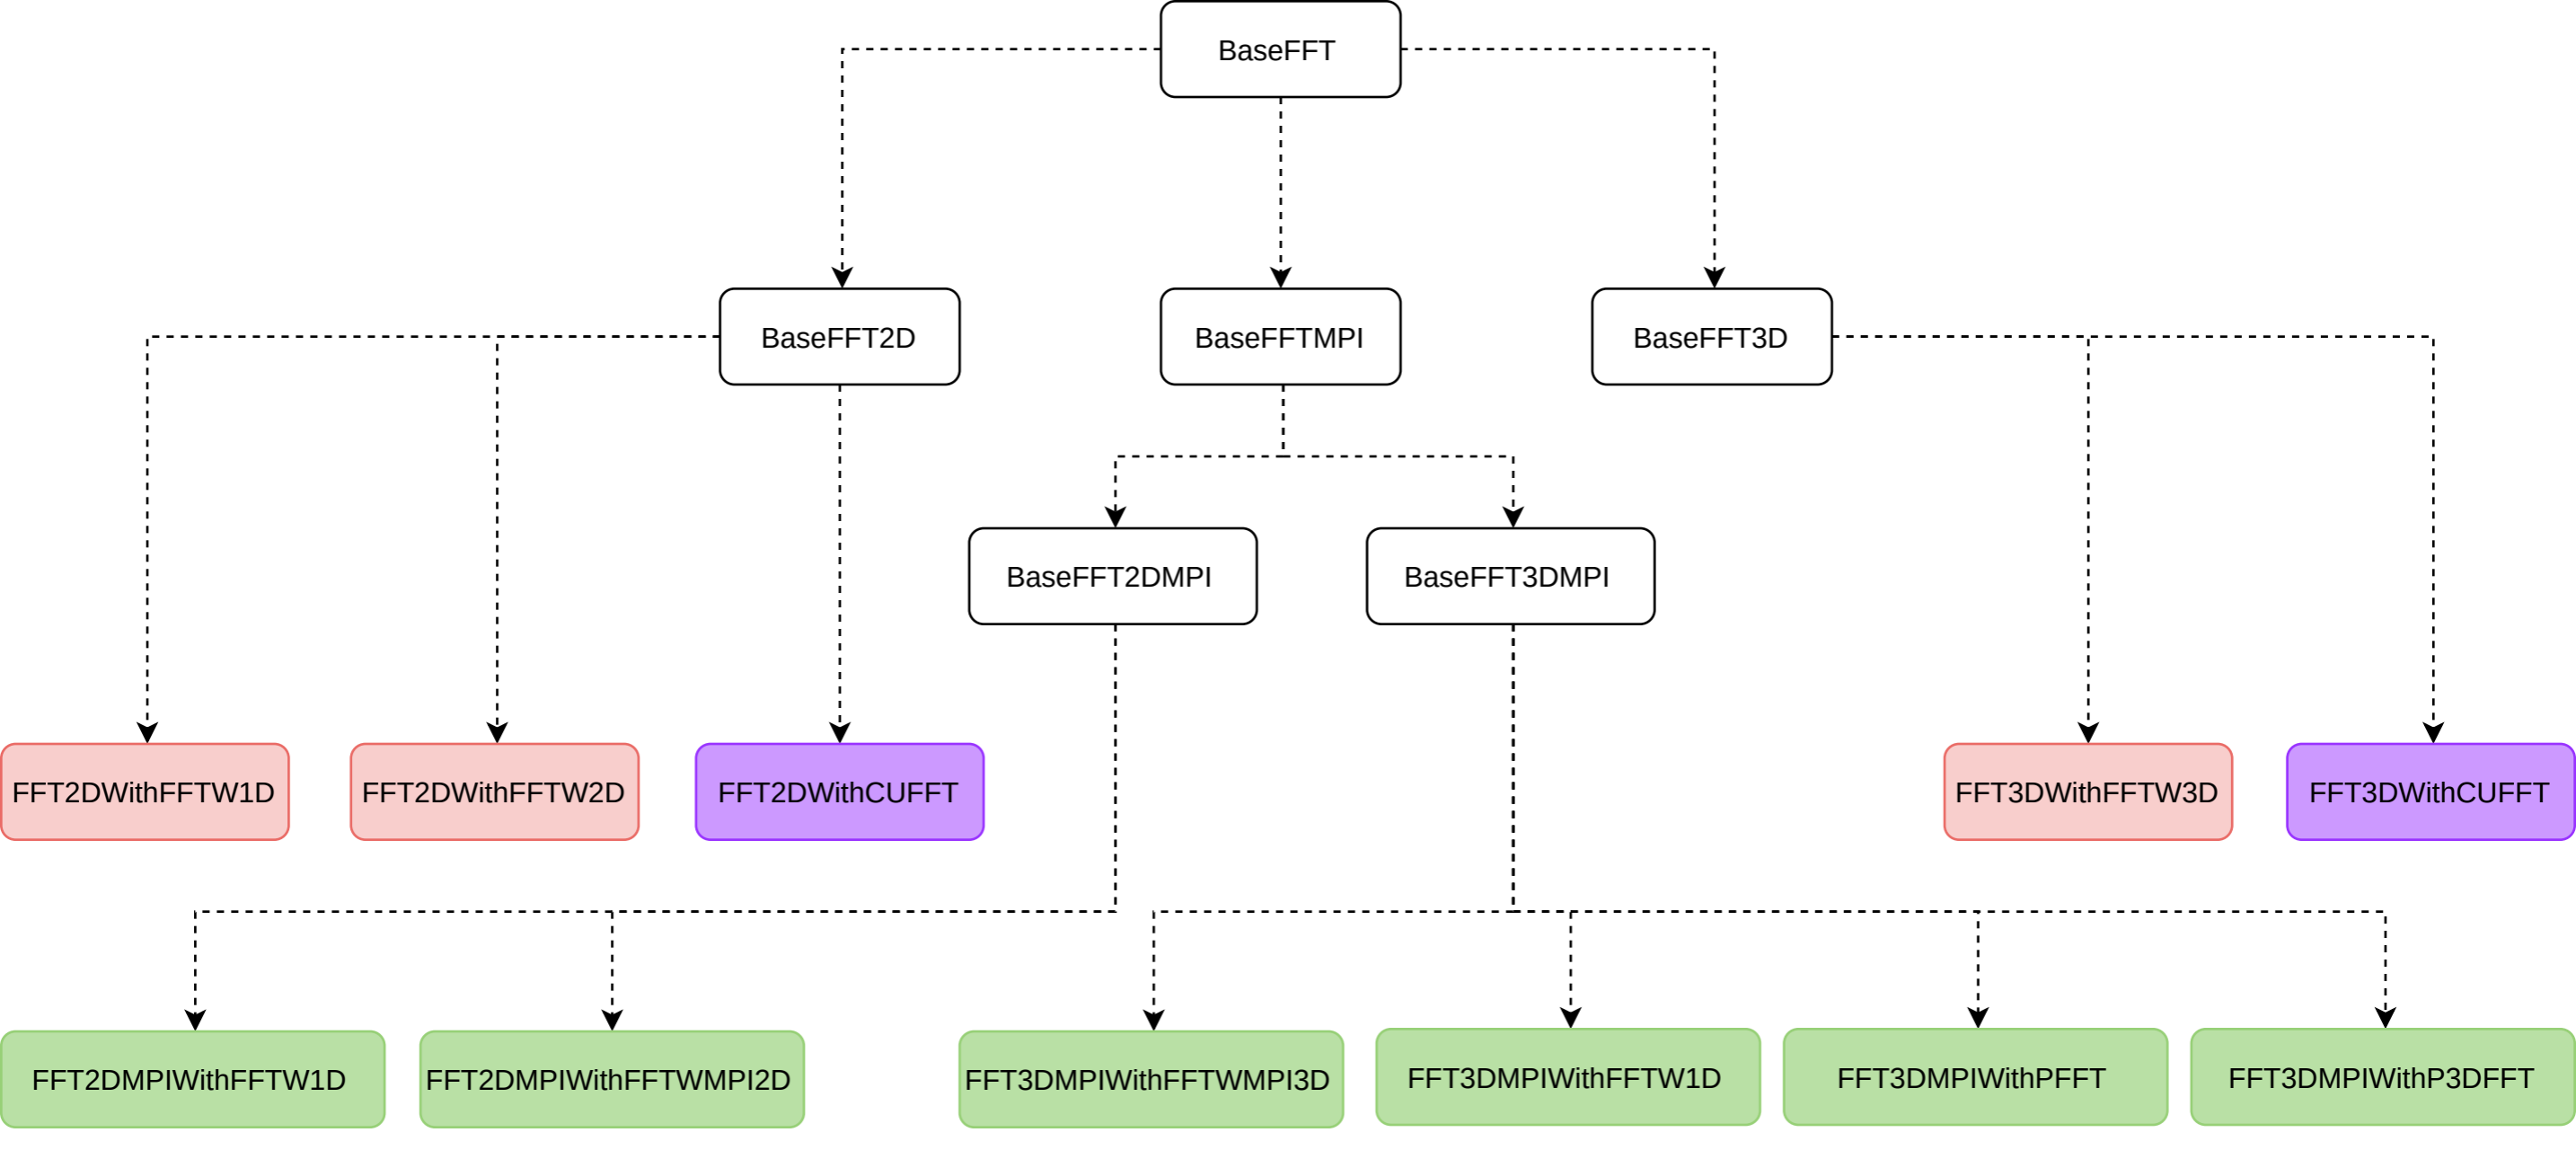 BaseFFT
BaseFFT2D
BaseFFTMPI
BaseFFT3D
BaseFFT2DMPI
BaseFFT3DMPI
FFT2DWithFFTW1D
FFT2DWithFFTW2D
FFT2DWithCUFFT
FFT3DWithFFTW3D
FFT3DWithCUFFT
FFT2DMPIWithFFTW1D
FFT2DMPIWithFFTWMPI2D
FFT3DMPIWithFFTWMPI3D
FFT3DMPIWithFFTW1D
FFT3DMPIWithPFFT
FFT3DMPIWithP3DFFT